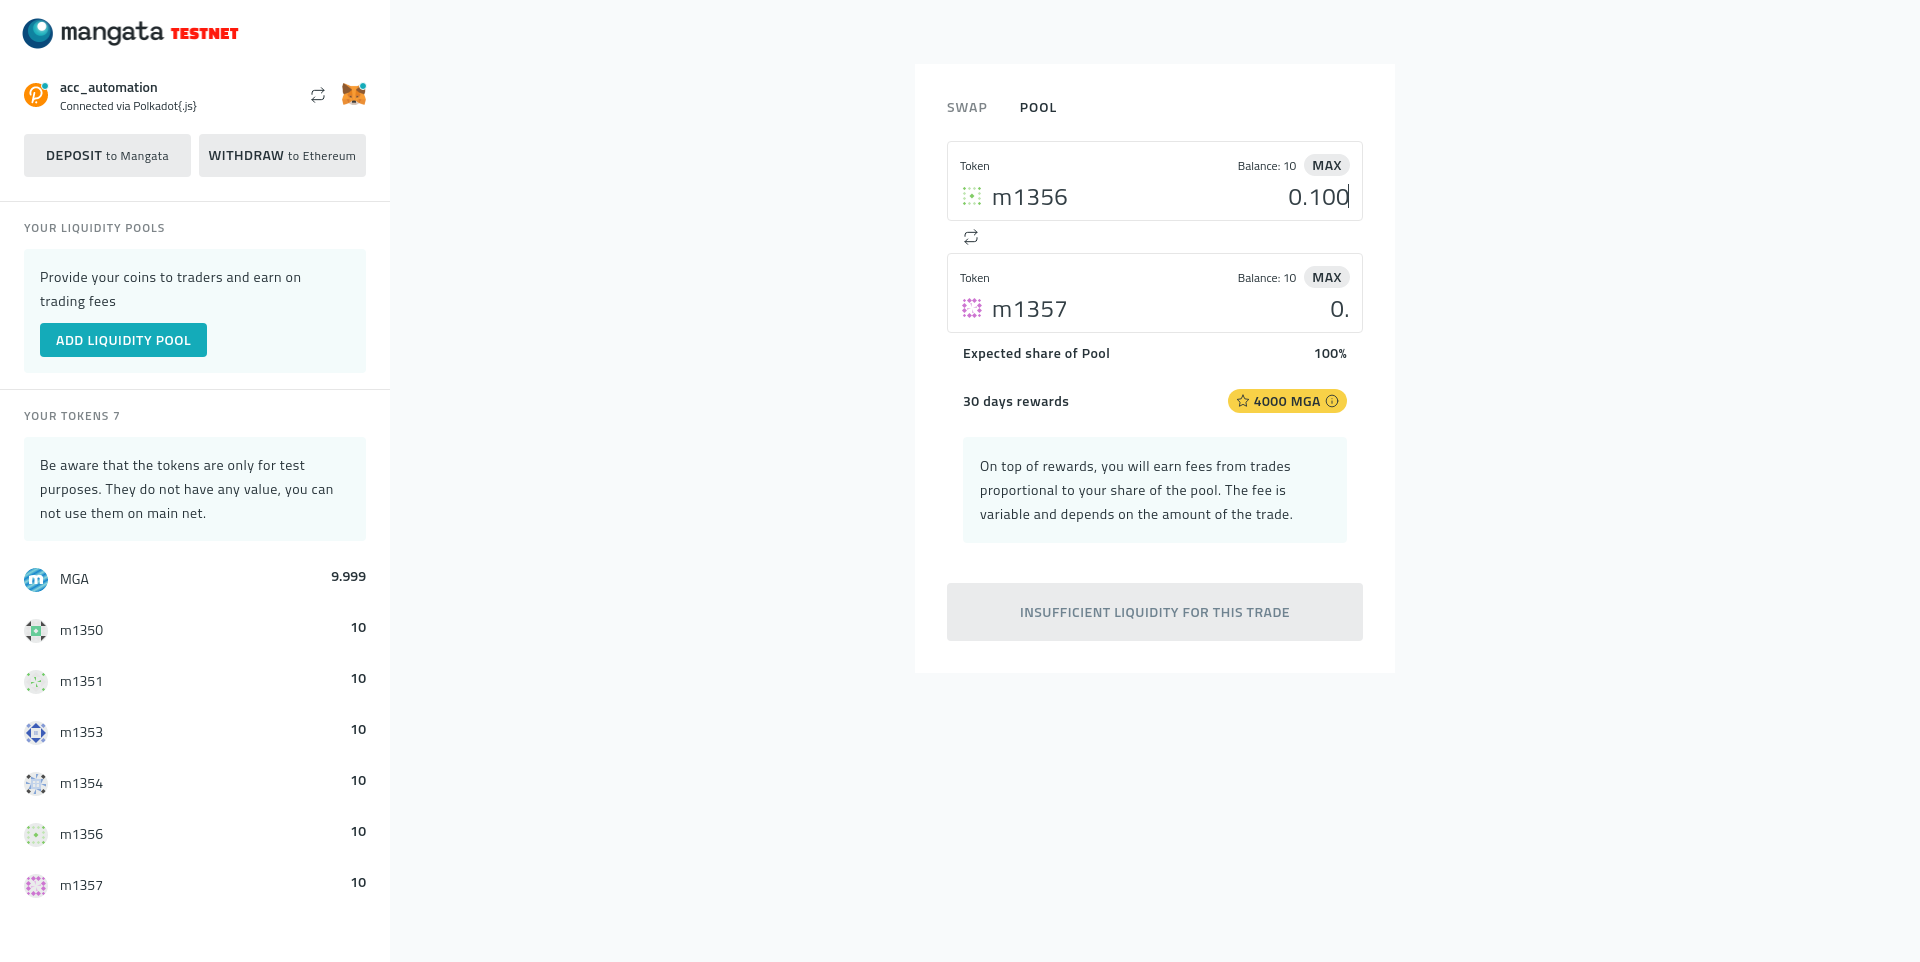 mangata TESTNET
acc_automation
Connected via Polkadot{.js}
DEPOSIT to Mangata
WITHDRAW to Ethereum
YOUR LIQUIDITY POOLS
Provide your coins to traders and earn on
trading fees
ADD LIQUIDITY POOL
YOUR TOKENS 7
Be aware that the tokens are only for test
purposes. They do not have any value, you can
not use them on main net.
MGA 9.999
m1350 10
m1351 10
m1353 10
m1354 10
m1356 10
m1357 10
SWAP POOL
Token Balance: 10 MAX
m1356 0.100
Token Balance: 10 MAX
m1357 0.
Expected share of Pool 100%
30 days rewards 4000 MGA
On top of rewards, you will earn fees from trades
proportional to your share of the pool. The fee is
variable and depends on the amount of the trade.
INSUFFICIENT LIQUIDITY FOR THIS TRADE